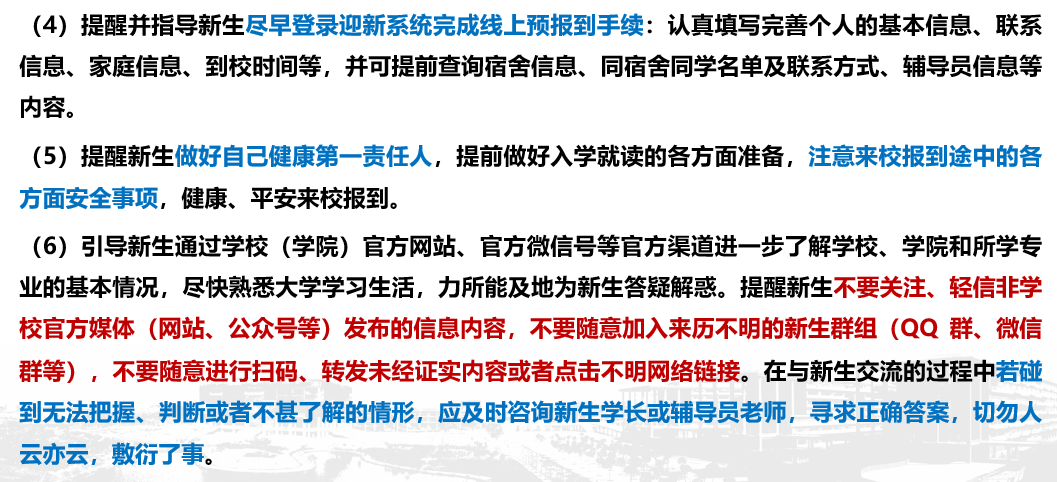 （4）提醒并指导新生尽早登录迎新系统完成线上预报到手续：认真填写完善个人的基本信息、联系
信息、家庭信息、到校时间等，并可提前查询宿舍信息、同宿舍同学名单及联系方式、辅导员信息等
内容。
（5）提醒新生做好自己健康第一责任人，提前做好入学就读的各方面准备，注意来校报到途中的各
方面安全事项，健康、平安来校报到。
（6）引导新生通过学校（学院）官方网站、官方微信号等官方渠道进一步了解学校、学院和所学专
业的基本情况，尽快熟悉大学学习生活，力所能及地为新生答疑解惑。提醒新生不要关注、轻信非学
校官方媒体（网站、公众号等）发布的信息内容，不要随意加入来历不明的新生群组（QQ 群、微信
群等），不要随意进行扫码、转发未经证实内容或者点击不明网络链接。在与新生交流的过程中若碰
到无法把握、判断或者不甚了解的情形，应及时咨询新生学长或辅导员老师，寻求正确答案，切勿人
云亦云，敷衍了事。